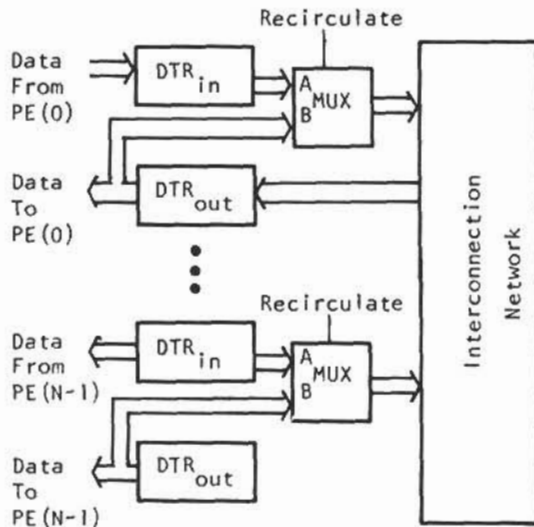 Recirculate
Data
From
PE(0)
DTR in
A
B
MUX
Data
To
PE(0)
DTR out
Interconnection
Network
Recirculate
Data
From
PE(N-1)
DTR in
A
B
MUX
Data
To
PE(N-1)
DTR out